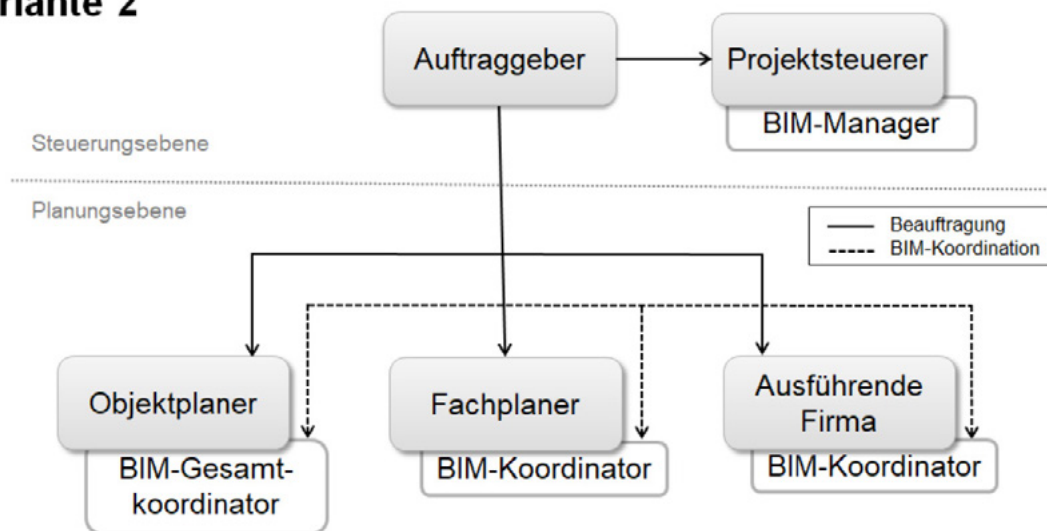 riante 2
Auftraggeber
Projektsteuerer
BIM-Manager
Steuerungsebene
Planungsebene
Beauftragung
BIM-Koordination
Objektplaner
BIM-Gesamt-
koordinator
Fachplaner
BIM-Koordinator
Ausführende
Firma
BIM-Koordinator